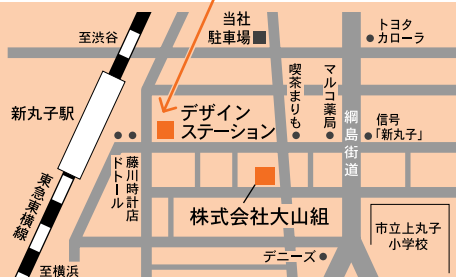 至渋谷
当社
駐車場
トヨタ
カローラ
新丸子駅
デザイン
ステーション
喫茶まりも
マルコ薬局
綱島街道
信号
「新丸子」
藤川時計店
ドトール
東急東横線
株式会社大山組
市立上丸子
小学校
デニーズ
至横浜